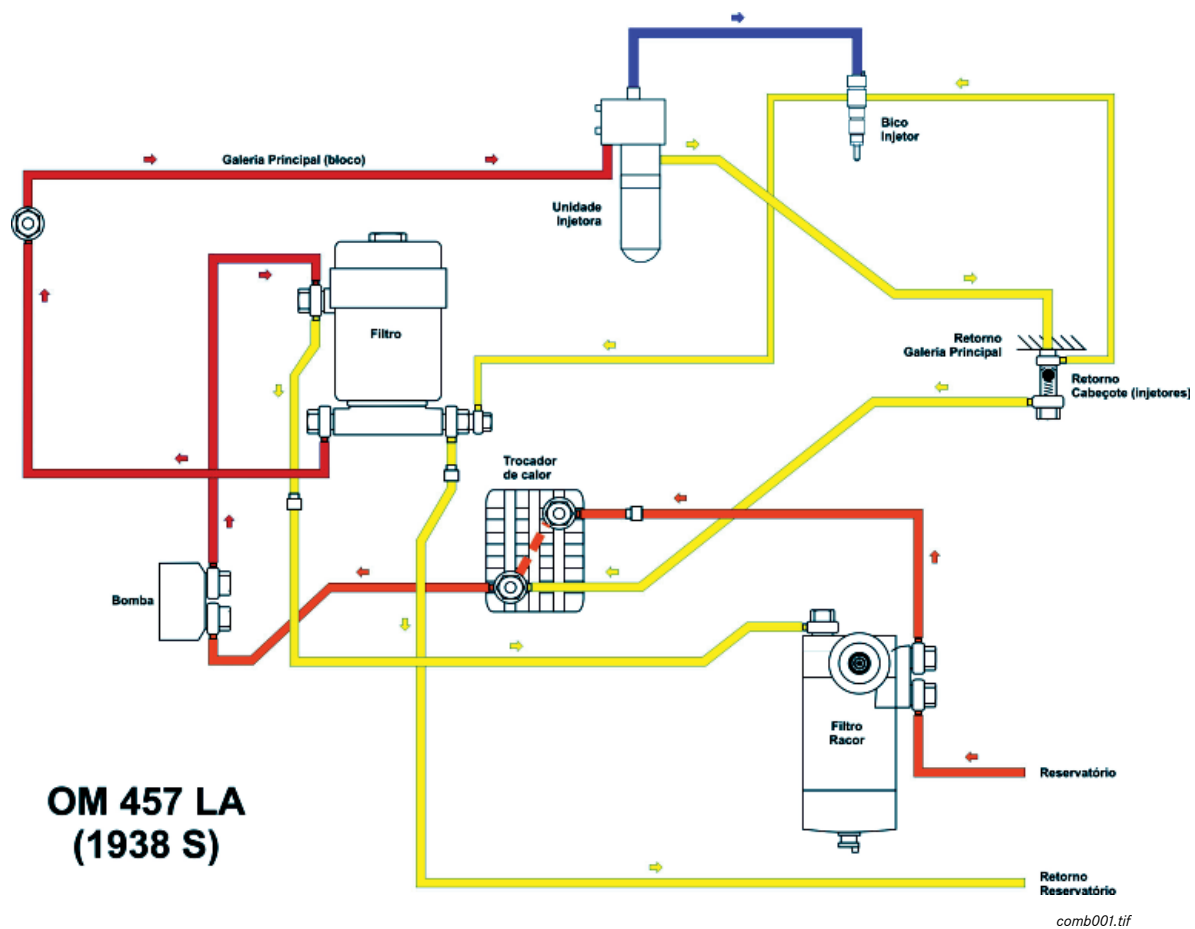 Bico
Injetor
Galeria Principal (bloco)
Unidade
Injetora
Filtro
Retorno
Galeria Principal
Retorno
Cabeçote (injetores)
Trocador
de calor
Bomba
Filtro
Racor
Reservatório
OM 457 LA
(1938 S)
Retorno
Reservatório
comb001.tif